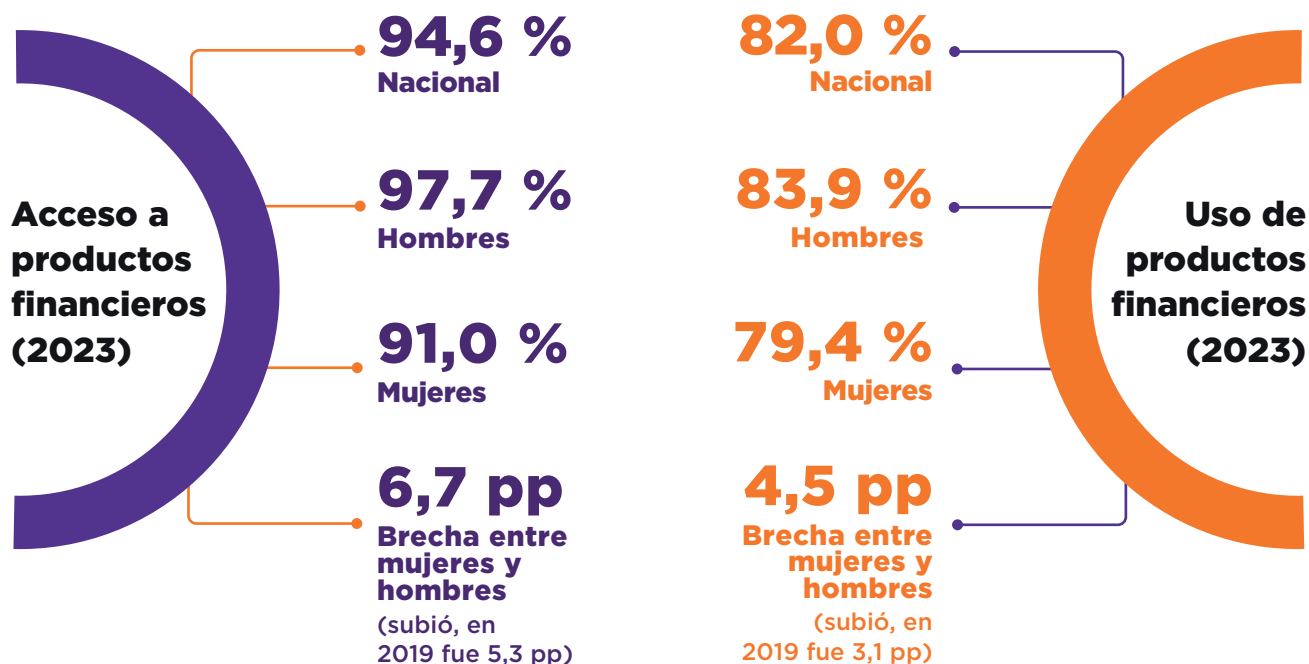 Acceso a
productos
financieros
(2023)
94,6 %
Nacional
97,7 %
Hombres
91,0 %
Mujeres
6,7 pp
Brecha entre
mujeres y
hombres
(subió, en
2019 fue 5,3 pp)
82,0 %
Nacional
83,9 %
Hombres
79,4 %
Mujeres
4,5 pp
Brecha entre
mujeres y
hombres
(subió, en
2019 fue 3,1 pp)
Uso de
productos
financieros
(2023)